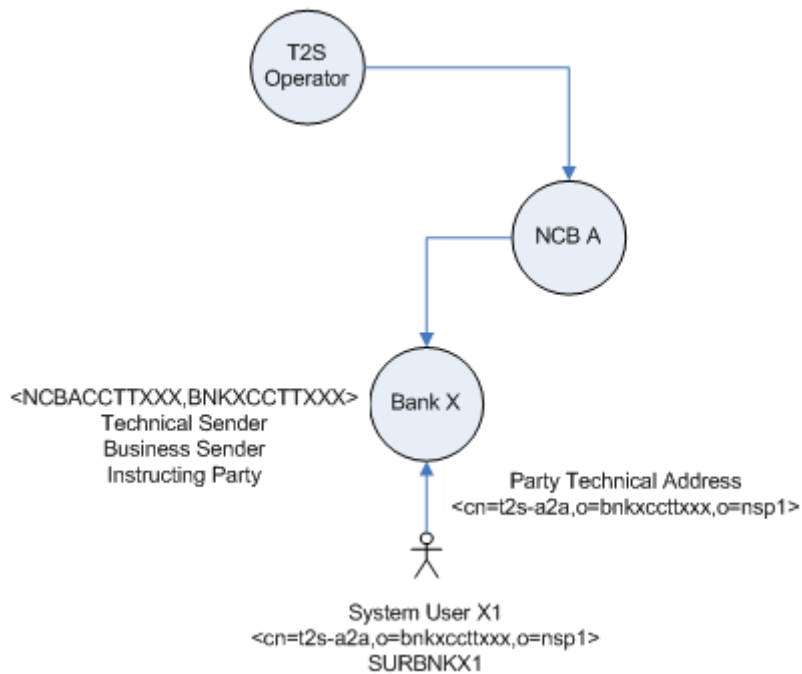 T2S
Operator
NCB A
Bank X
<NCBACCTTXXX,BNKXCCTTXXX>
Technical Sender
Business Sender
Instructing Party
Party Technical Address
<cn=t2s-a2a,o=bnkxccttxxx,o=nsp1>
System User X1
<cn=t2s-a2a,o=bnkxccttxxx,o=nsp1>
SURBNKX1